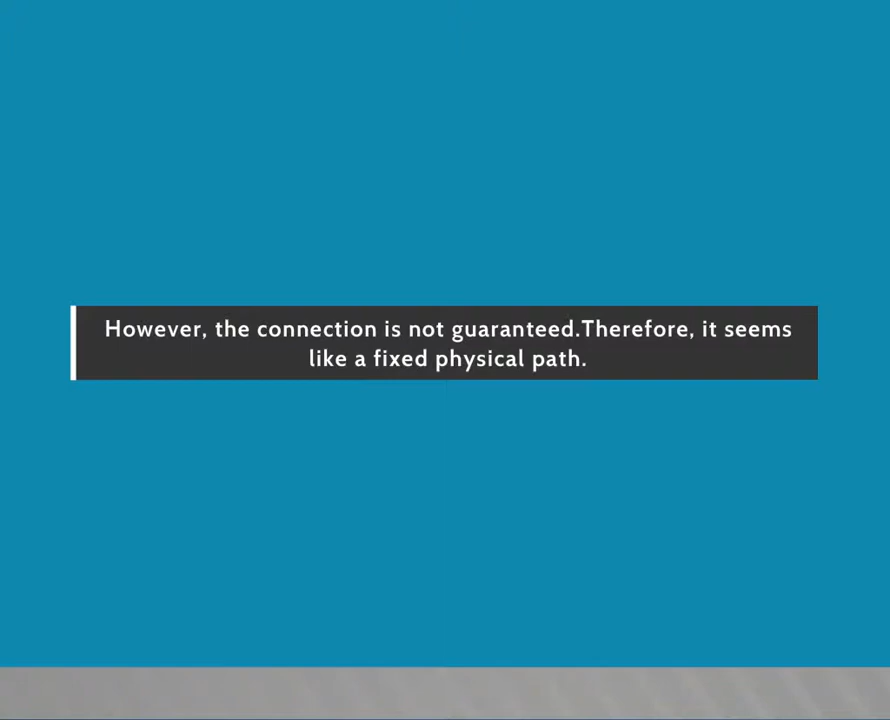 However, the connection is not guaranteed.Therefore, it seems
like a fixed physical path.